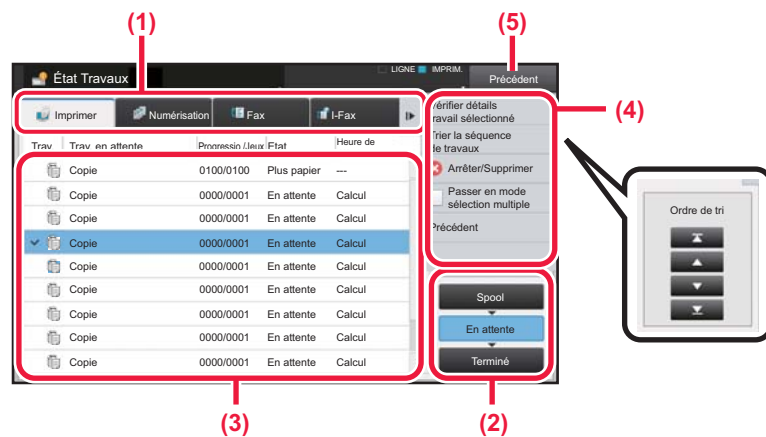 (1)
(5)
État Travaux
LIGNE
IMPRIM.
Précédent
Imprimer
Numérisation
Fax
I-Fax
Trav
Trav. en attente
Progressio /Jeux
Etat
Heure de
Copie 0100/0100 Plus papier ---
Copie 0000/0001 En attente Calcul
Copie 0000/0001 En attente Calcul
Copie 0000/0001 En attente Calcul
Copie 0000/0001 En attente Calcul
Copie 0000/0001 En attente Calcul
Copie 0000/0001 En attente Calcul
Copie 0000/0001 En attente Calcul
Copie 0000/0001 En attente Calcul
érifier détails
ravail sélectionné
rier la séquence
de travaux
Arrêter/Supprimer
Passer en mode
sélection multiple
Précédent
(4)
Ordre de tri
Spool
En attente
Terminé
(3)
(2)